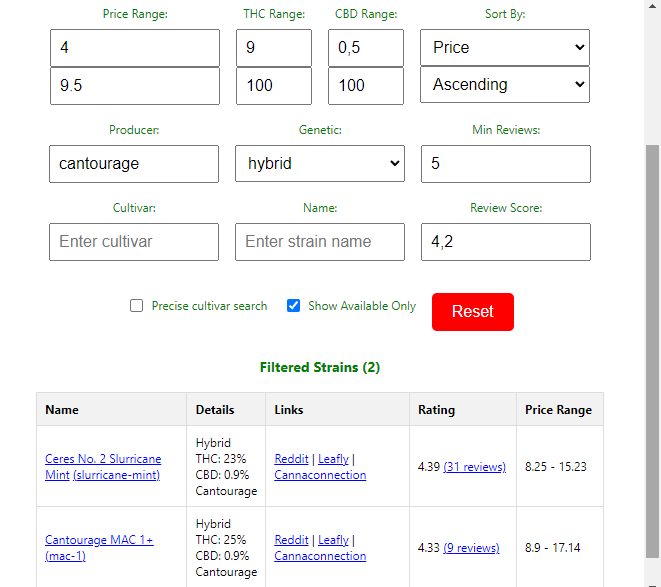 Price Range: THC Range: CBD Range: Sort By:
4 9 0,5 Price
9.5 100 100 Ascending
Producer: Genetic: Min Reviews:
cantourage hybrid 5
Cultivar: Name: Review Score:
Enter cultivar Enter strain name 4,2
Precise cultivar search Show Available Only Reset
Filtered Strains (2)
Name Details Links Rating Price Range
Ceres No. 2 Slurricane
Mint (slurricane-mint)
Hybrid
THC: 23%
CBD: 0.9%
Cantourage
Reddit | Leafly |
Cannaconnection
4.39 (31 reviews)
8.25 - 15.23
Cantourage MAC 1+
(mac-1)
Hybrid
THC: 25%
CBD: 0.9%
Cantourage
Reddit | Leafly |
Cannaconnection
4.33 (9 reviews)
8.9 - 17.14